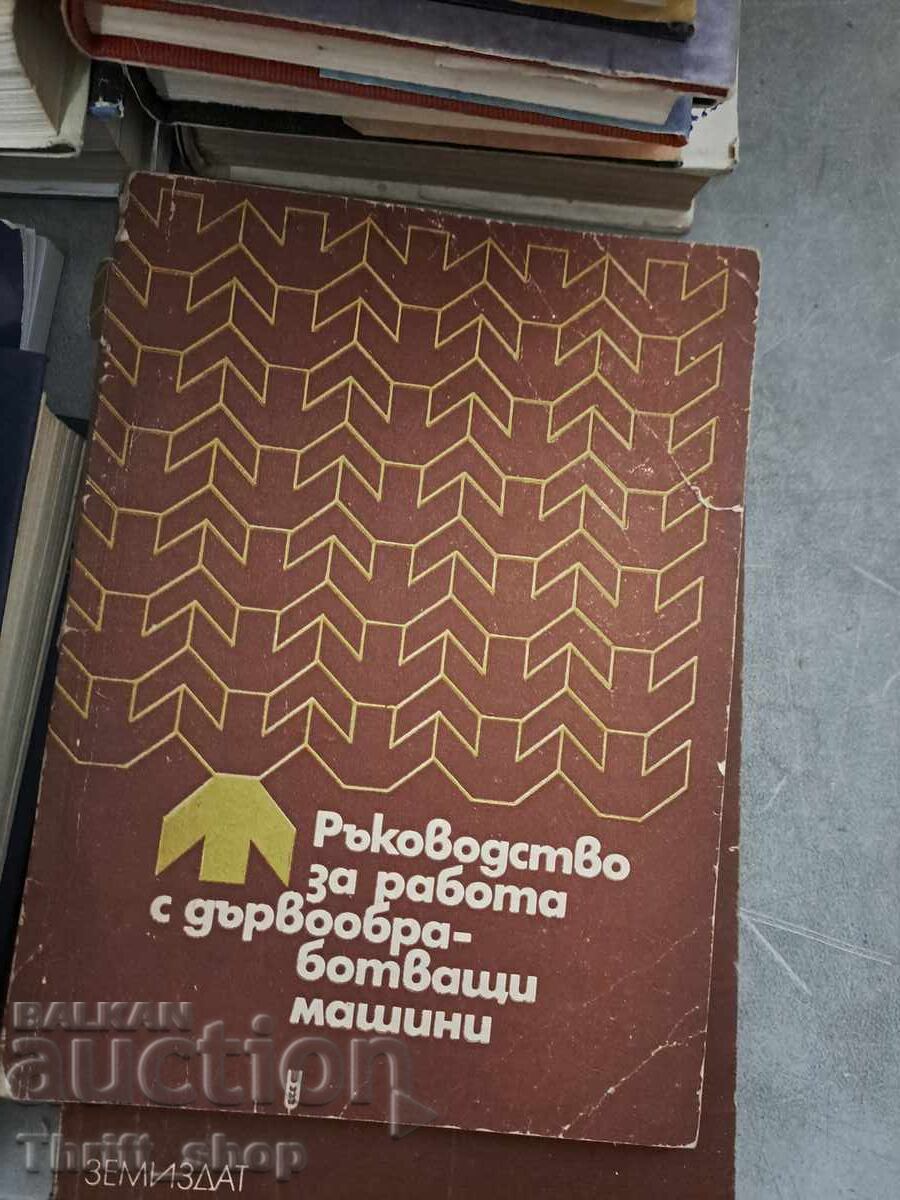 Ръководство
за работа
с дървообра-
ботващи
машини
BALKAN
auction
Thrift shop
ЗЕМИЗДАТ